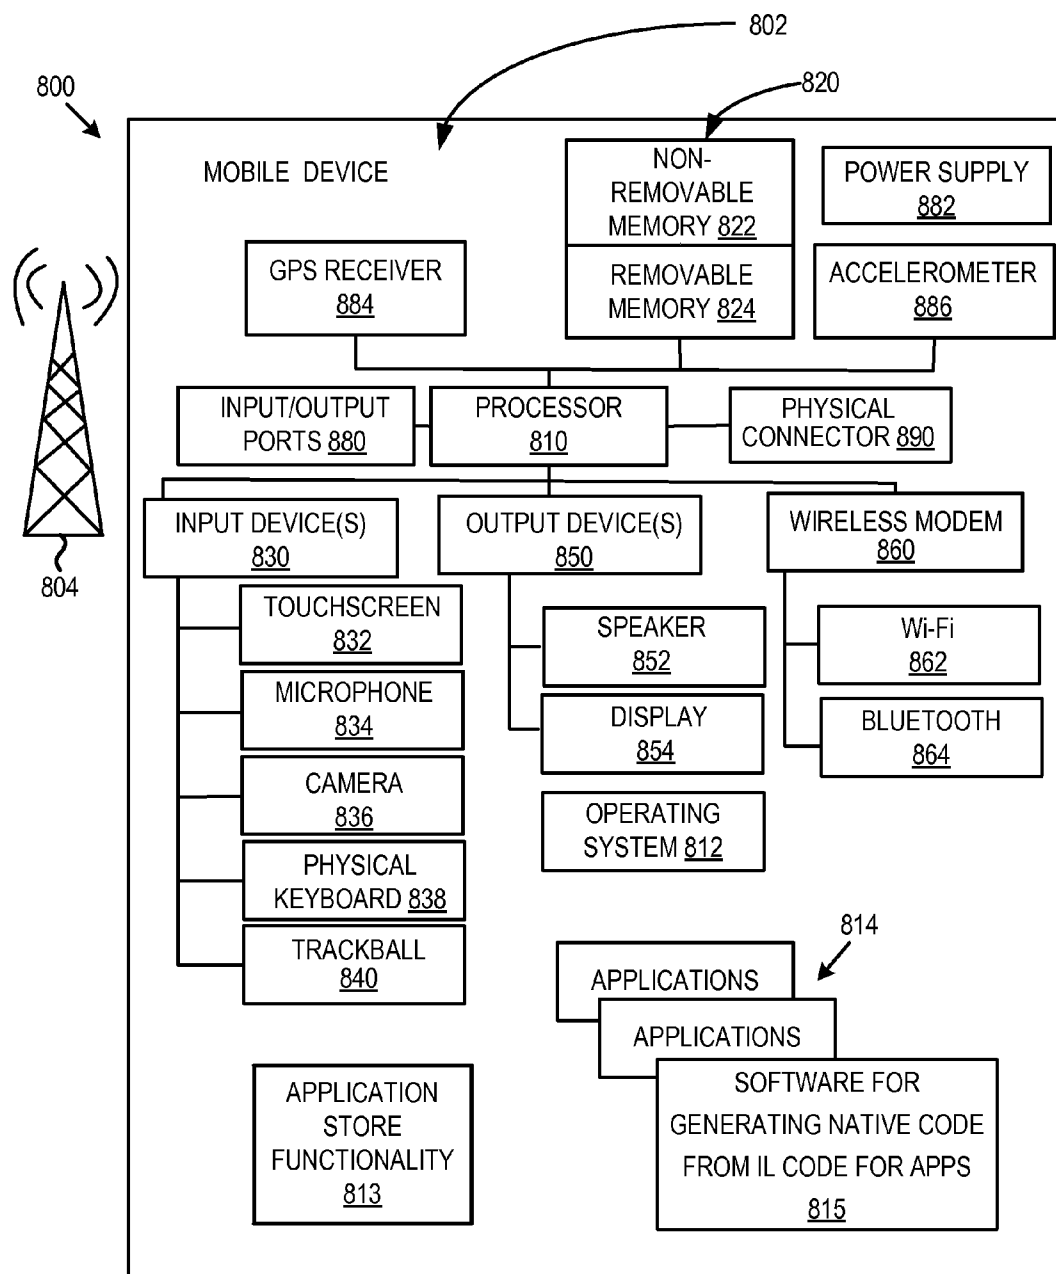 802
800
820
MOBILE DEVICE
NON-
REMOVABLE
MEMORY 822
POWER SUPPLY
882
GPS RECEIVER
884
REMOVABLE
MEMORY 824
ACCELEROMETER
886
INPUT/OUTPUT
PORTS 880
PROCESSOR
810
PHYSICAL
CONNECTOR 890
INPUT DEVICE(S)
830
OUTPUT DEVICE(S)
850
WIRELESS MODEM
860
804
TOUCHSCREEN
832
MICROPHONE
834
CAMERA
836
PHYSICAL
KEYBOARD 838
TRACKBALL
840
SPEAKER
852
DISPLAY
854
Wi-Fi
862
BLUETOOTH
864
OPERATING
SYSTEM 812
814
APPLICATIONS
APPLICATIONS
SOFTWARE FOR
GENERATING NATIVE CODE
FROM IL CODE FOR APPS
815
APPLICATION
STORE
FUNCTIONALITY
813